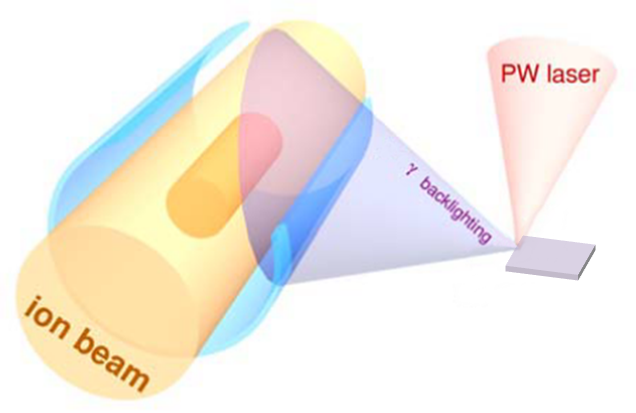 PW laser
γ backlighting
ion beam